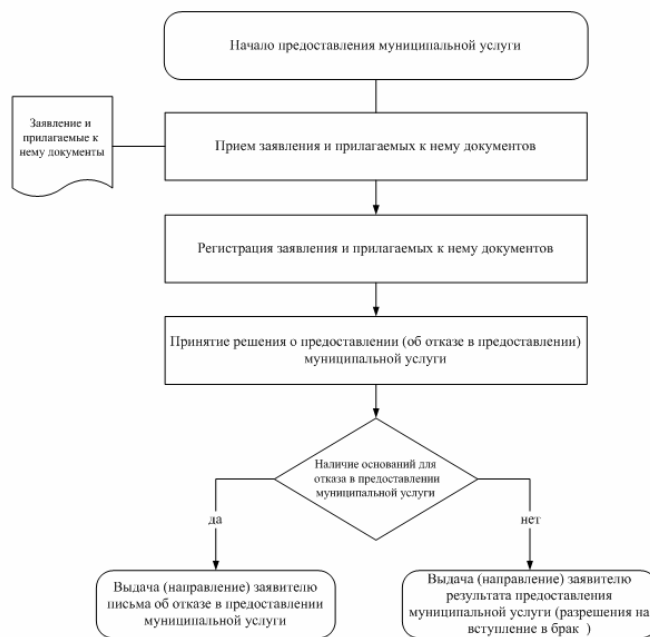 Начало предоставления муниципальной услуги
Заявление и
прилагаемые к
нему документы
Прием заявления и прилагаемых к нему документов
Регистрация заявления и прилагаемых к нему документов
Принятие решения о предоставлении (об отказе в предоставлении)
муниципальной услуги
Наличие оснований для
отказа в предоставлении
муниципальной услуги
да
нет
Выдача (направление) заявителю
письма об отказе в предоставлении
муниципальной услуги
Выдача (направление) заявителю
результата предоставления
муниципальной услуги (разрешения на
вступление в брак )